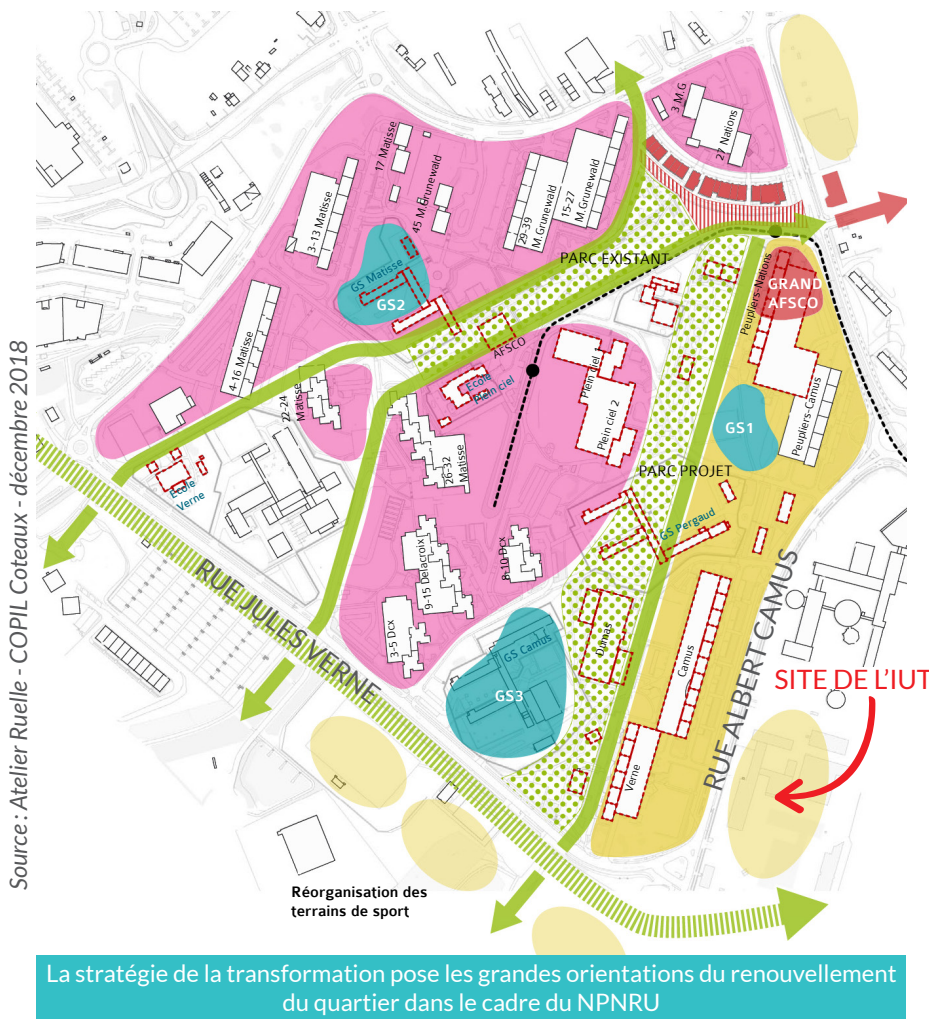 3 M.G
27 Nations
17 Matisse
45 M.Grunewald
3-13 Matisse
29-39
M.Grunewald
15-27
M.Grunewald
GS Matisse
GS2
PARC EXISTANT
Peupliers-Nations
GRAND
AFSCO
4-16 Matisse
AFSCO
Ecole
Plein ciel
Plein ciel
Plein ciel 2
22-24
Matisse
26-32
Matisse
Peupliers-Camus
GS1
PARC PROJET
Ecole
Verne
GS Pergaud
RUE JULES VERNE
9-15 Delacroix
8-10 Dcx
3-5 Dcx
GS Camus
GS3
Dumas
Camus
Verne
RUE ALBERT CAMUS
SITE DE L'IUT
Réorganisation des
terrains de sport
Source : Atelier Ruelle - COPIL Coteaux - décembre 2018
La stratégie de la transformation pose les grandes orientations du renouvellement
du quartier dans le cadre du NPNRU